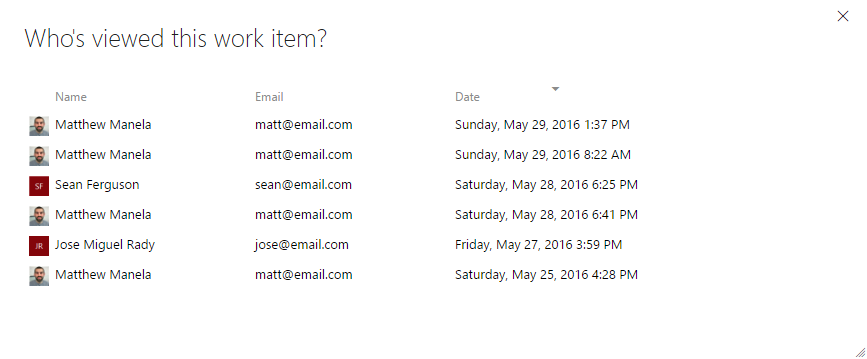 Who's viewed this work item?
Name Email Date
Matthew Manela matt@email.com Sunday, May 29, 2016 1:37 PM
Matthew Manela matt@email.com Sunday, May 29, 2016 8:22 AM
SF Sean Ferguson sean@email.com Saturday, May 28, 2016 6:25 PM
Matthew Manela matt@email.com Saturday, May 28, 2016 6:41 PM
JR Jose Miguel Rady jose@email.com Friday, May 27, 2016 3:59 PM
Matthew Manela matt@email.com Saturday, May 25, 2016 4:28 PM